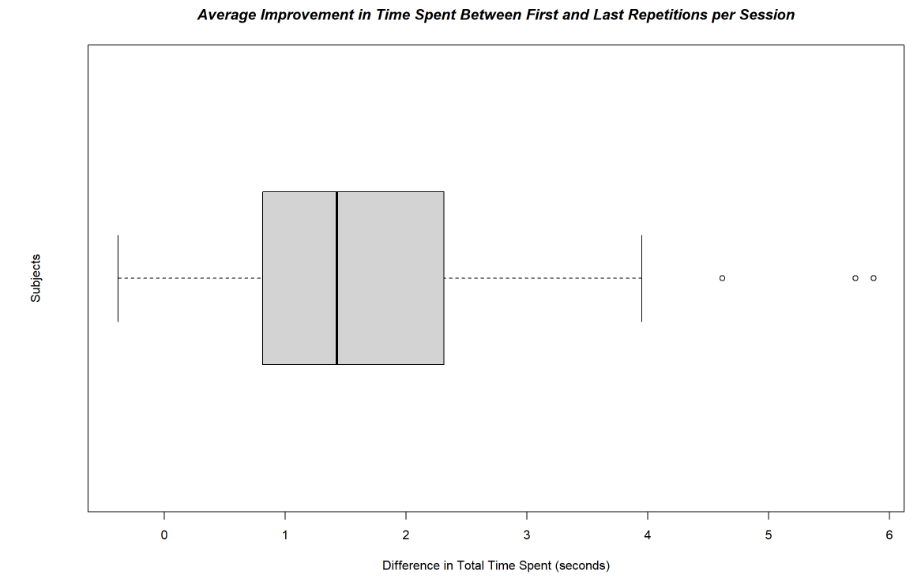 Average Improvement in Time Spent Between First and Last Repetitions per Session
Subjects
0 1 2 3 4 5 6
Difference in Total Time Spent (seconds)